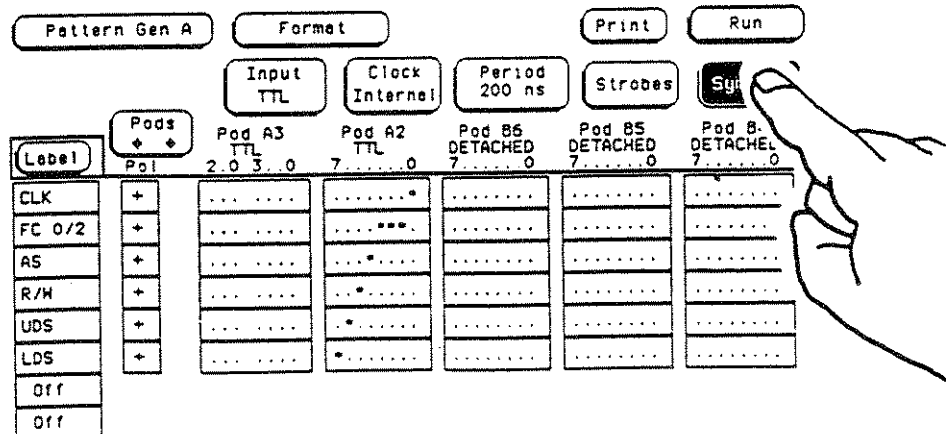 Pattern Gen A Format Print Run
Input TTL Clock Internal Period 200 ns Strobes
Pods Pod A3 Pod A2 Pod B6 Pod B5 Pod
TTL TTL DETACHED DETACHED
Label Pol 2.0 3..0 7......0 7......0 7......0 7......0
CLK +
FC 0/2 +
AS +
R/W +
UDS +
LDS +
Off
Off